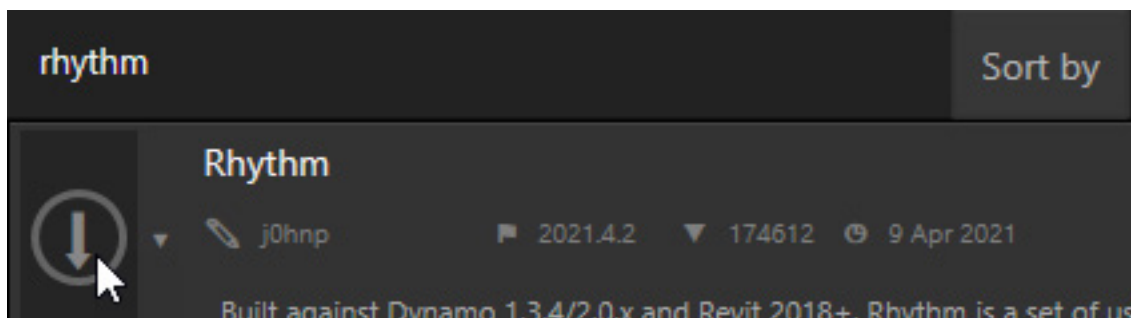 rhythm
Sort by
Rhythm
j0hnp 2021.4.2 174612 9 Apr 2021
Built against Dynamo 1.3.4/2.0.x and Revit 2018+. Rhythm is a set of us